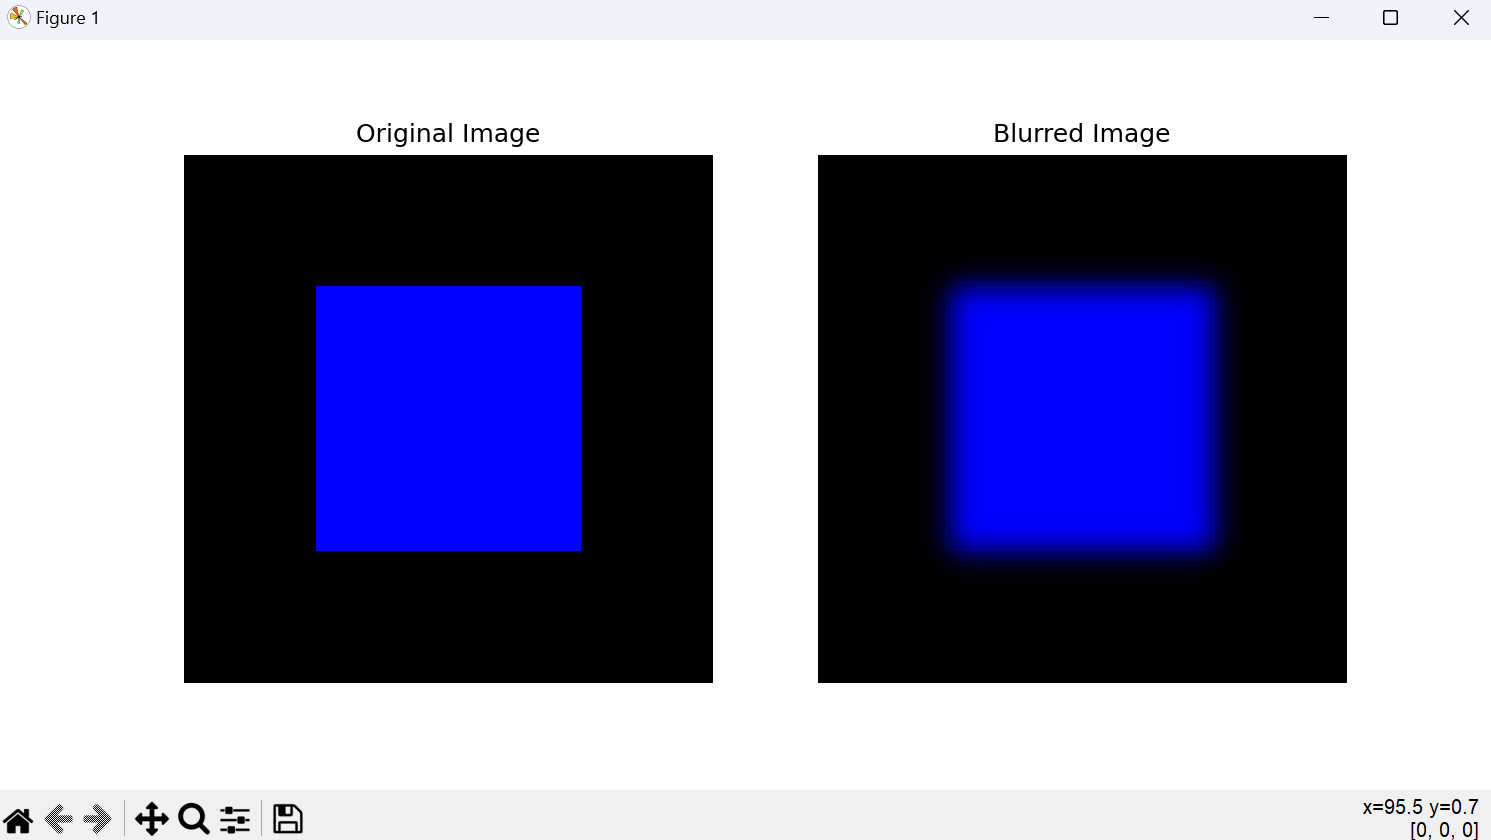 Figure 1
Original Image
Blurred Image
x=95.5 y=0.7
[0, 0, 0]